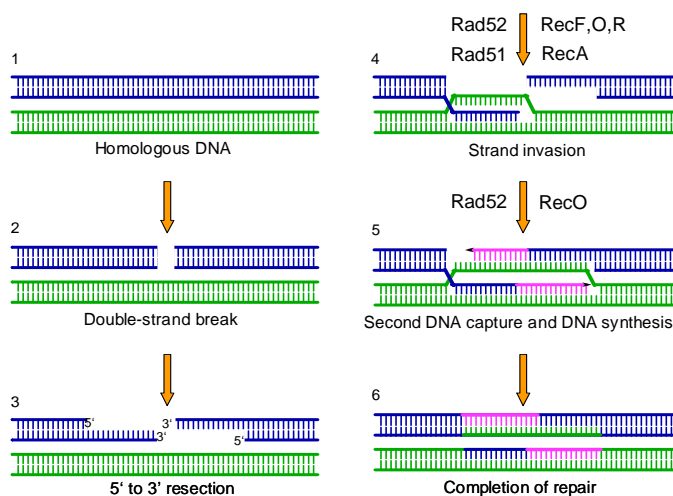 1
Homologous DNA
2
Double-strand break
3
5‘ 3‘
3‘ 5‘
5‘ to 3‘ resection
Rad52 RecF,O,R
Rad51 RecA
4
Strand invasion
Rad52 RecO
5
Second DNA capture and DNA synthesis
6
Completion of repair